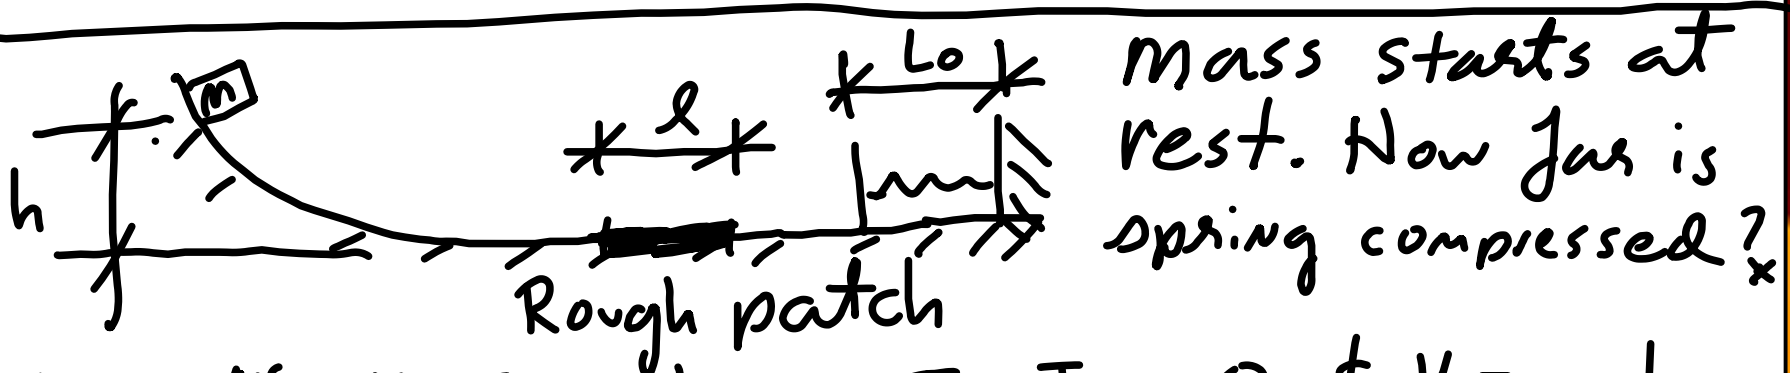 Lo
mass starts at
m
l
rest. How far is
h
spring compressed?
x
Rough patch